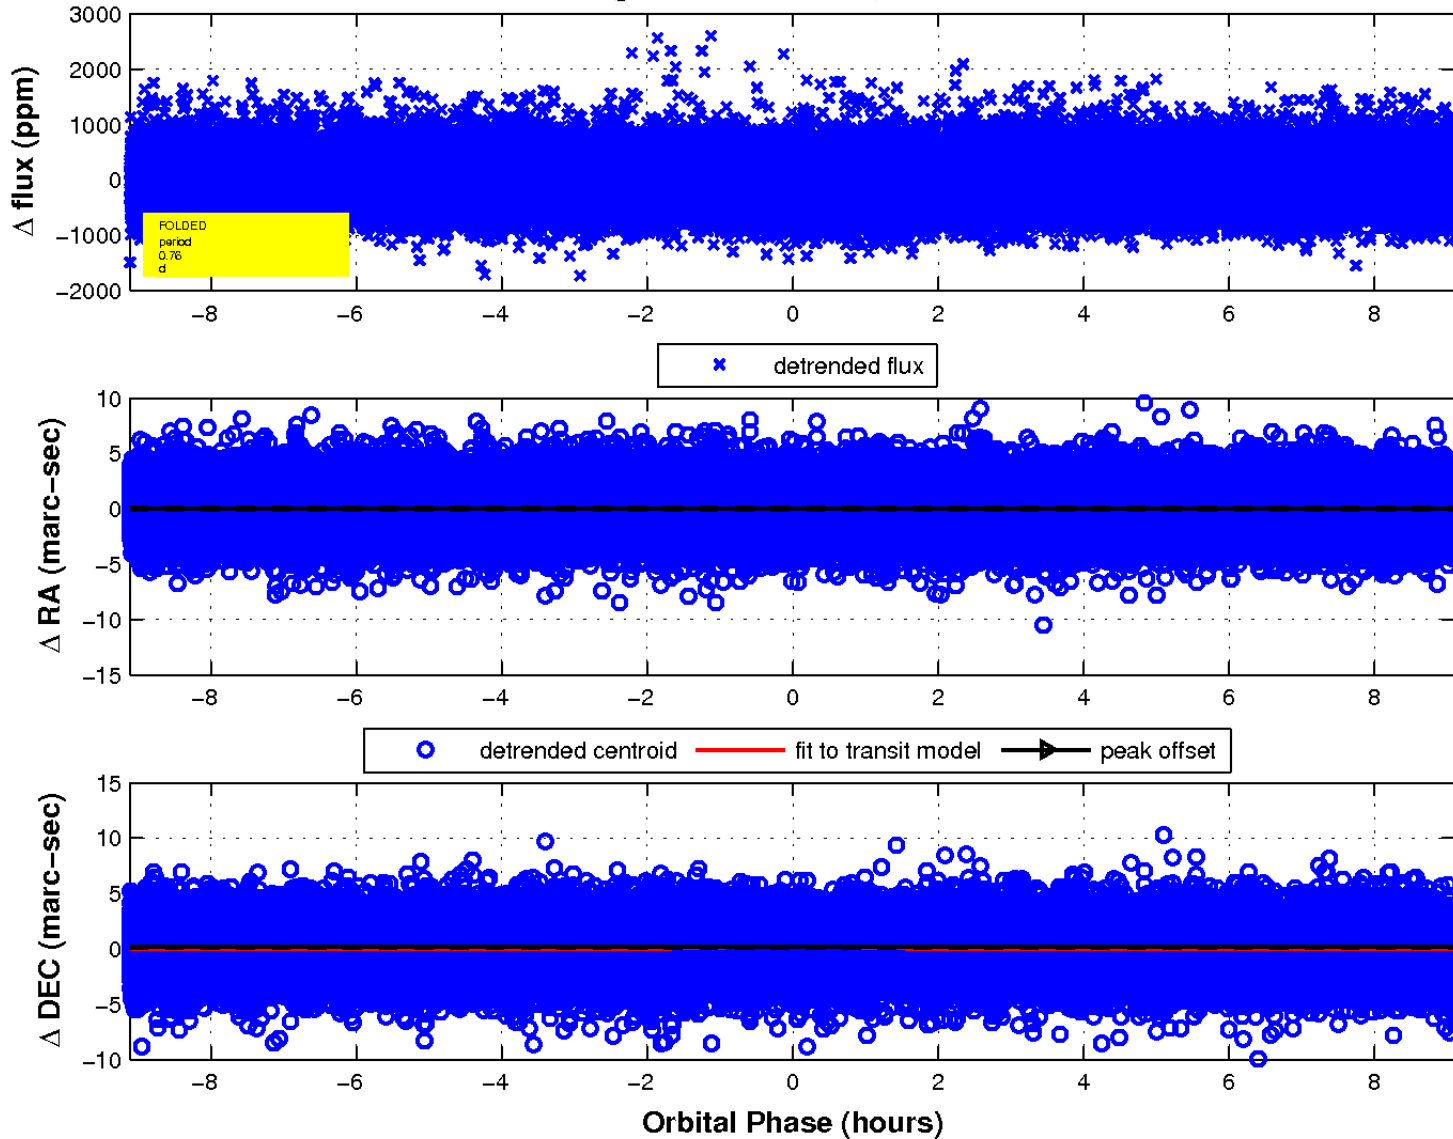 3000
2000
1000
0
−1000
−2000
Δ flux (ppm)
FOLDED
period
0.76
d
−8 −6 −4 −2 0 2 4 6 8
detrended flux
10
5
0
−5
−10
−15
Δ RA (marc−sec)
−8 −6 −4 −2 0 2 4 6 8
detrended centroid fit to transit model peak offset
15
10
5
0
−5
−10
Δ DEC (marc−sec)
−8 −6 −4 −2 0 2 4 6 8
Orbital Phase (hours)